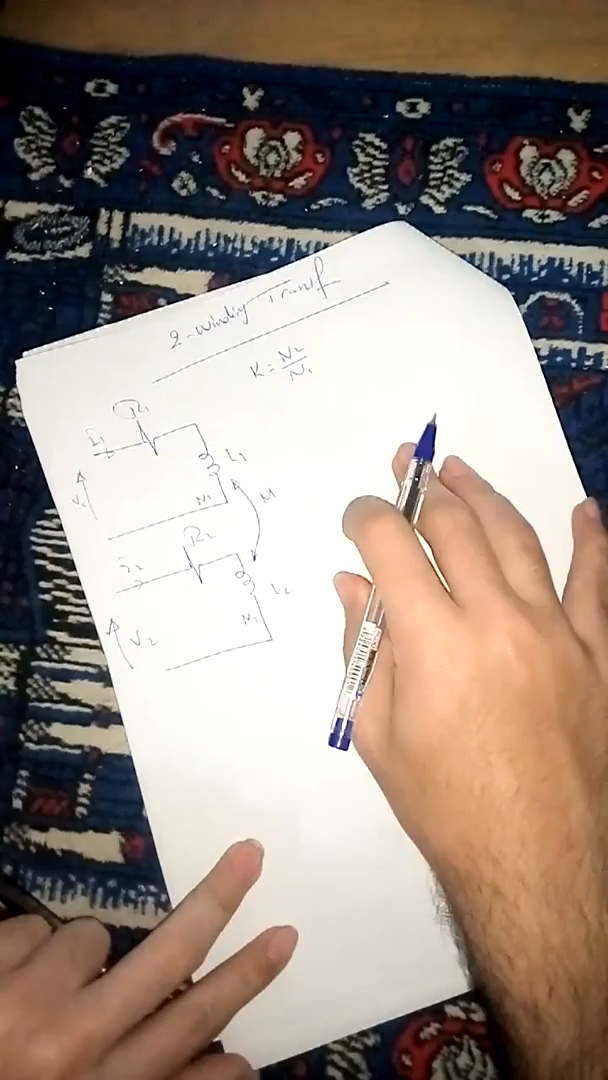 2-winding Transf
K = N2/N1
R1
I1
L1
V1
N1
M
R2
I2
L2
N2
V2